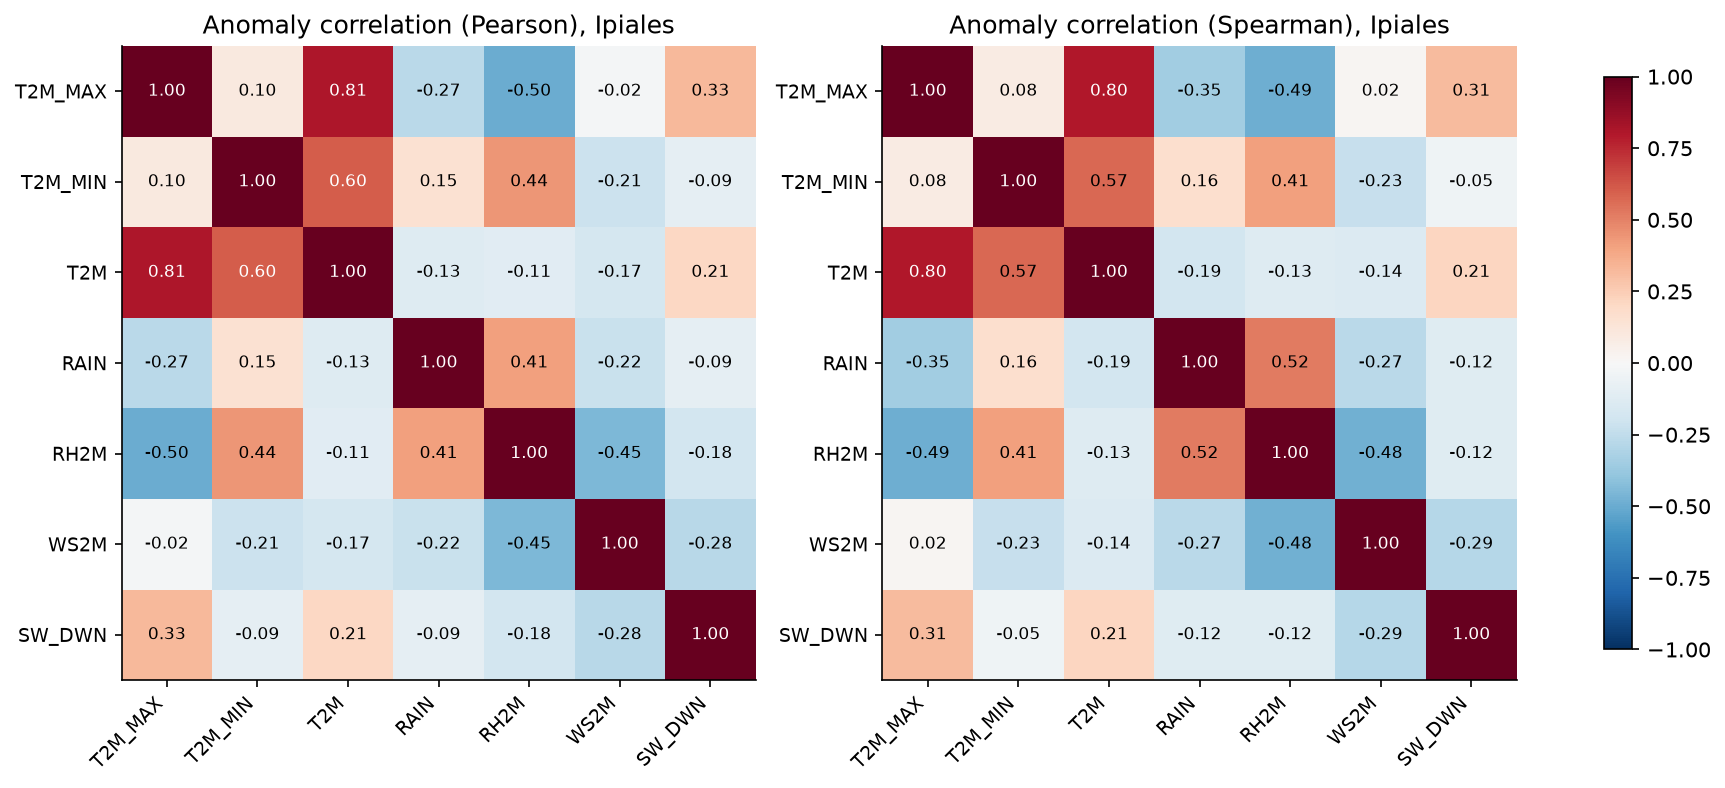 Anomaly correlation (Pearson), Ipiales
T2M_MAX 1.00 0.10 0.81 -0.27 -0.50 -0.02 0.33
T2M_MIN 0.10 1.00 0.60 0.15 0.44 -0.21 -0.09
T2M 0.81 0.60 1.00 -0.13 -0.11 -0.17 0.21
RAIN -0.27 0.15 -0.13 1.00 0.41 -0.22 -0.09
RH2M -0.50 0.44 -0.11 0.41 1.00 -0.45 -0.18
WS2M -0.02 -0.21 -0.17 -0.22 -0.45 1.00 -0.28
SW_DWN 0.33 -0.09 0.21 -0.09 -0.18 -0.28 1.00
T2M_MAX T2M_MIN T2M RAIN RH2M WS2M SW_DWN
Anomaly correlation (Spearman), Ipiales
T2M_MAX 1.00 0.08 0.80 -0.35 -0.49 0.02 0.31
T2M_MIN 0.08 1.00 0.57 0.16 0.41 -0.23 -0.05
T2M 0.80 0.57 1.00 -0.19 -0.13 -0.14 0.21
RAIN -0.35 0.16 -0.19 1.00 0.52 -0.27 -0.12
RH2M -0.49 0.41 -0.13 0.52 1.00 -0.48 -0.12
WS2M 0.02 -0.23 -0.14 -0.27 -0.48 1.00 -0.29
SW_DWN 0.31 -0.05 0.21 -0.12 -0.12 -0.29 1.00
T2M_MAX T2M_MIN T2M RAIN RH2M WS2M SW_DWN
1.00
0.75
0.50
0.25
0.00
−0.25
−0.50
−0.75
−1.00